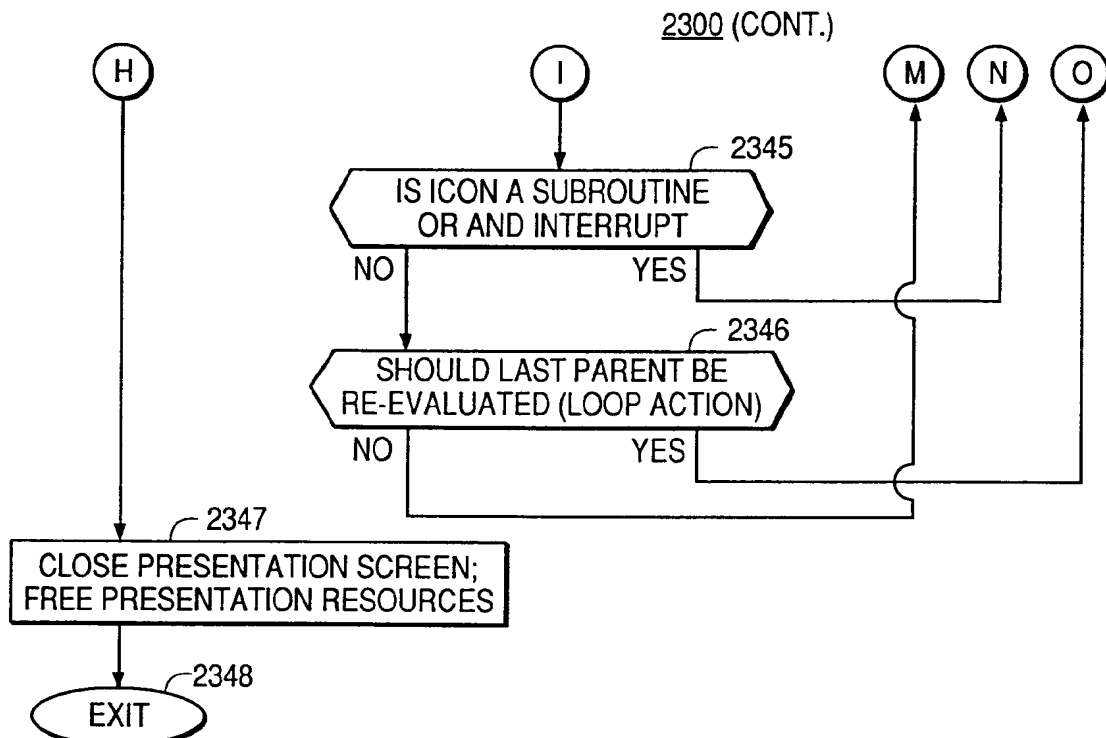 2300 (CONT.)
H
I
M
N
O
2345
IS ICON A SUBROUTINE
OR AND INTERRUPT
NO
YES
2346
SHOULD LAST PARENT BE
RE-EVALUATED (LOOP ACTION)
NO
YES
2347
CLOSE PRESENTATION SCREEN;
FREE PRESENTATION RESOURCES
2348
EXIT